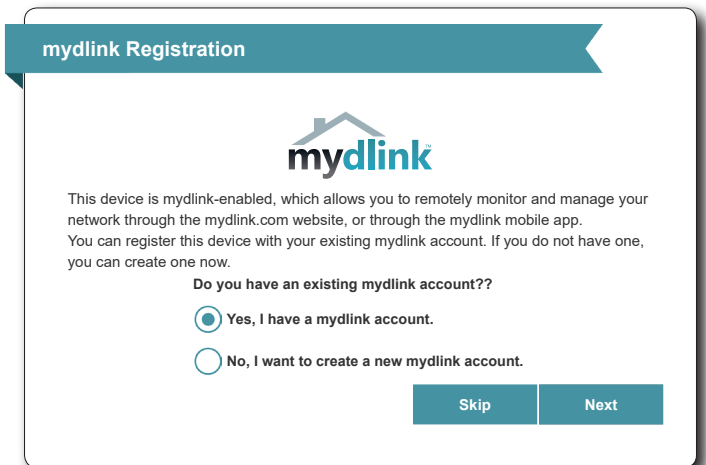 mydlink Registration
mydlink™
This device is mydlink-enabled, which allows you to remotely monitor and manage your
network through the mydlink.com website, or through the mydlink mobile app.
You can register this device with your existing mydlink account. If you do not have one,
you can create one now.
Do you have an existing mydlink account??
Yes, I have a mydlink account.
No, I want to create a new mydlink account.
Skip Next